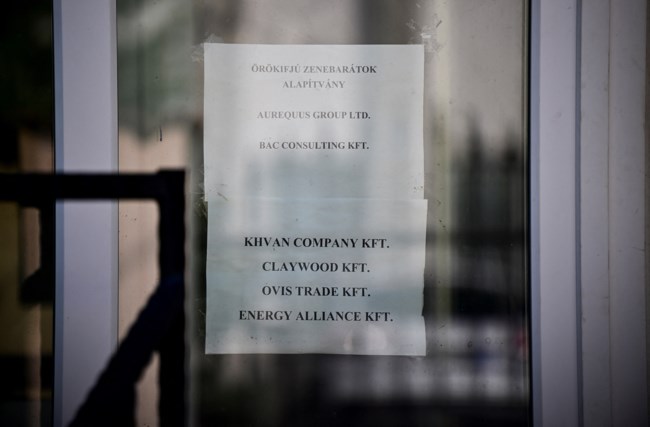 ÖRÖKIFJÚ ZENEBARÁTOK
ALAPÍTVÁNY
AUREQUUS GROUP LTD.
BAC CONSULTING KFT.
KHVAN COMPANY KFT.
CLAYWOOD KFT.
OVIS TRADE KFT.
ENERGY ALLIANCE KFT.